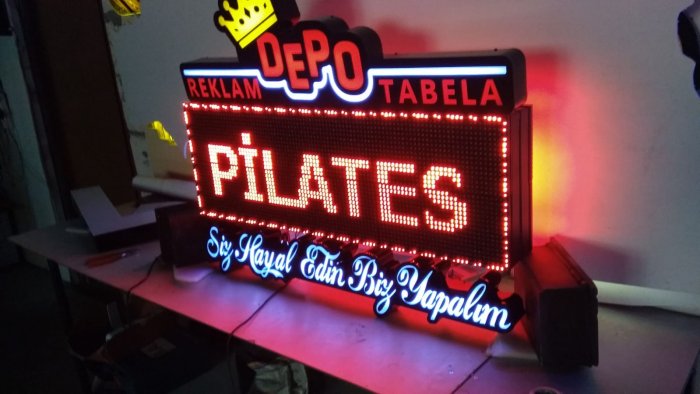 DEPO
REKLAM TABELA
PİLATES
Siz Hayal Edin Biz Yapalım